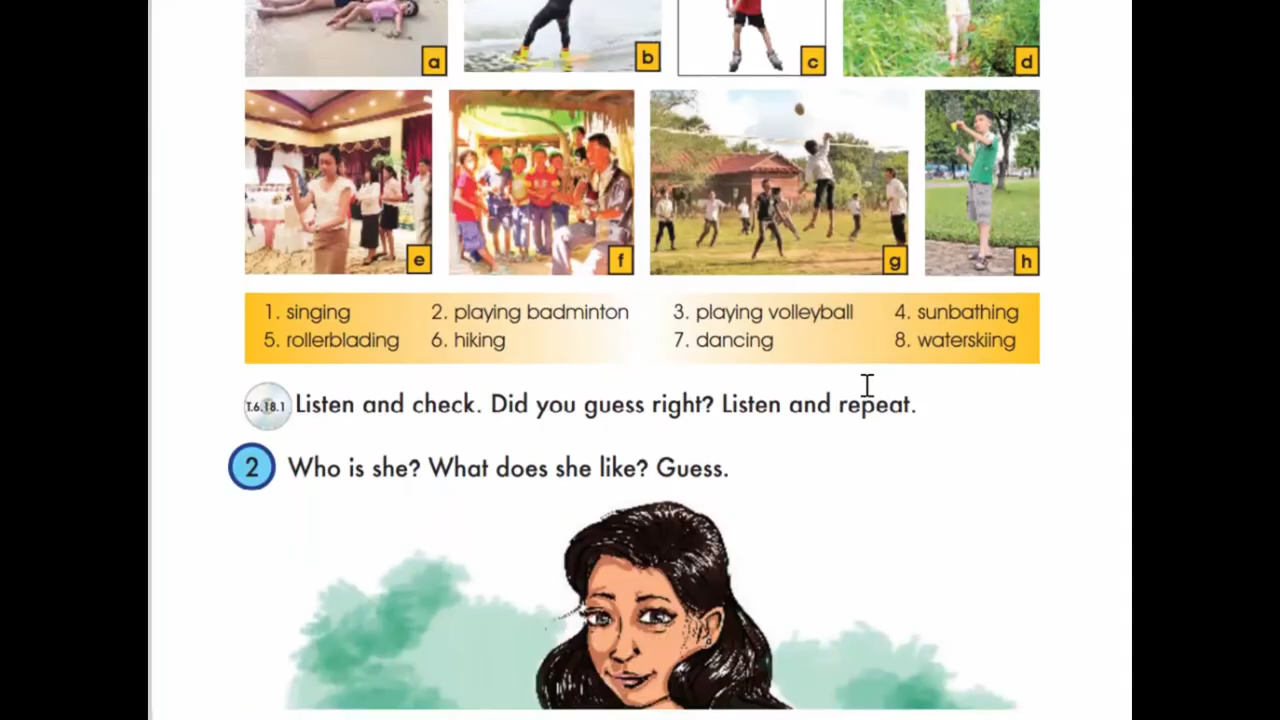 a b c d
e f g h
1. singing 2. playing badminton 3. playing volleyball 4. sunbathing
5. rollerblading 6. hiking 7. dancing 8. waterskiing
T.6.18.1 Listen and check. Did you guess right? Listen and repeat.
2 Who is she? What does she like? Guess.